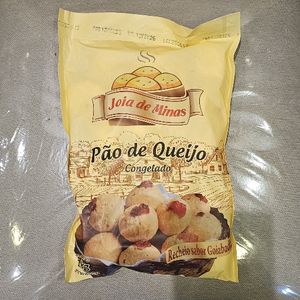 Joia de Minas
Pão de Queijo
Congelado
Recheio sabor Goiabada